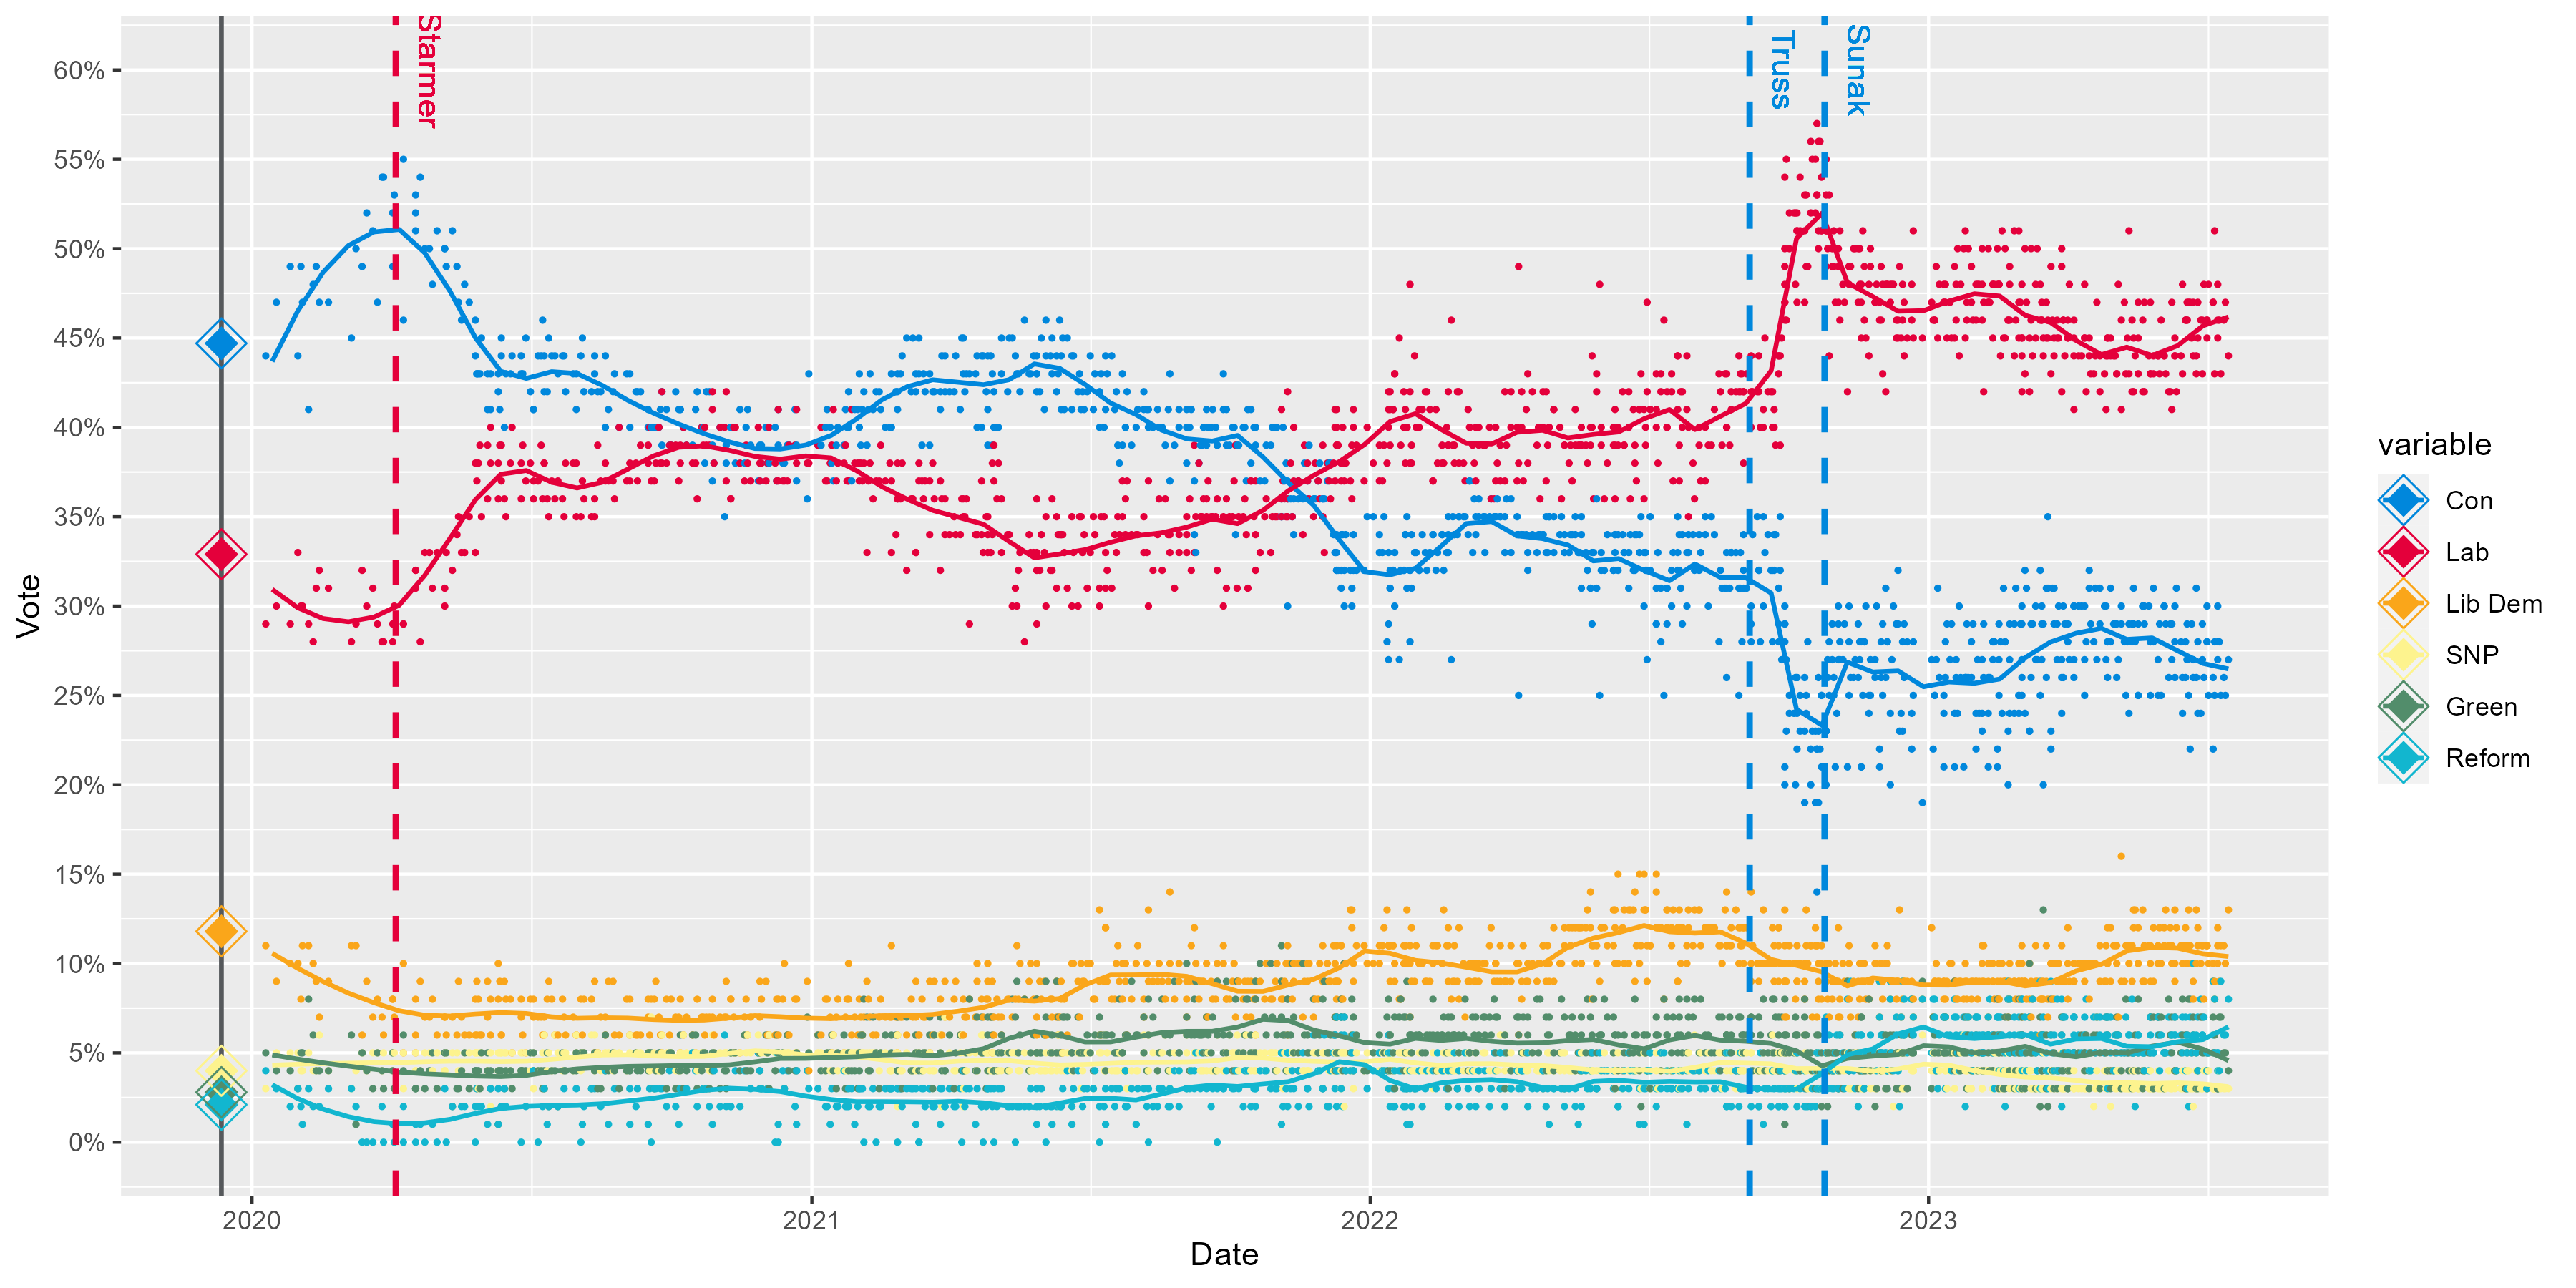 Starmer
Truss
Sunak
60%
55%
50%
45%
40%
35%
30%
25%
20%
15%
10%
5%
0%
Vote
2020
2021
2022
2023
Date
variable
Con
Lab
Lib Dem
SNP
Green
Reform